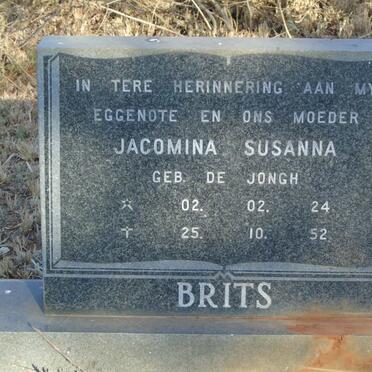 IN TERE HERINNERING AAN MY
EGGENOTE EN ONS MOEDER
JACOMINA SUSANNA
GEB. DE JONGH
02. 02. 24
25. 10. 52
BRITS